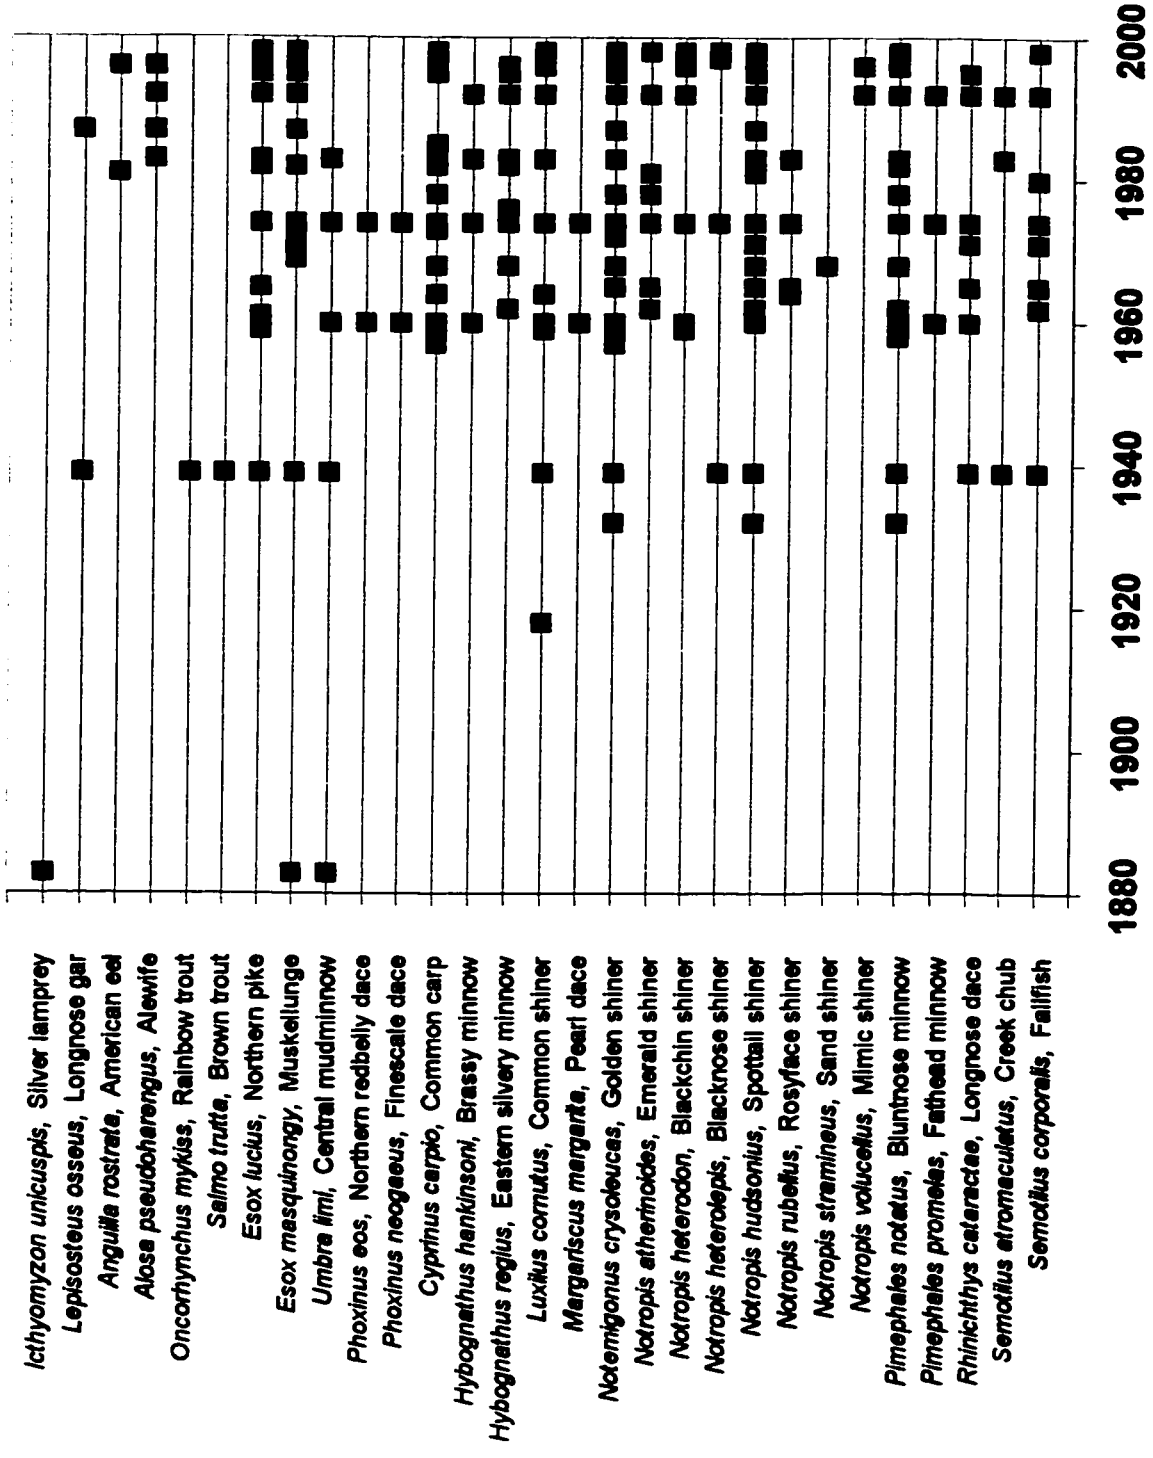 Icthyomyzon unicuspis, Silver lamprey
Lepisosteus osseus, Longnose gar
Anguilla rostrata, American eel
Alosa pseudoharengus, Alewife
Oncorhynchus mykiss, Rainbow trout
Salmo trutta, Brown trout
Esox lucius, Northern pike
Esox masquinongy, Muskellunge
Umbra limi, Central mudminnow
Phoxinus eos, Northern redbelly dace
Phoxinus neogaeus, Finescale dace
Cyprinus carpio, Common carp
Hybognathus hankinsoni, Brassy minnow
Hybognathus regius, Eastern silvery minnow
Luxilus cornutus, Common shiner
Margariscus margarita, Pearl dace
Notemigonus crysoleucas, Golden shiner
Notropis atherinoides, Emerald shiner
Notropis heterodon, Blackchin shiner
Notropis heterolepis, Blacknose shiner
Notropis hudsonius, Spottail shiner
Notropis rubellus, Rosyface shiner
Notropis stramineus, Sand shiner
Notropis volucellus, Mimic shiner
Pimephales notatus, Bluntnose minnow
Pimephales promelas, Fathead minnow
Rhinichthys cataractae, Longnose dace
Semotilus atromaculatus, Creek chub
Semotilus corporalis, Fallfish
1880 1900 1920 1940 1960 1980 2000